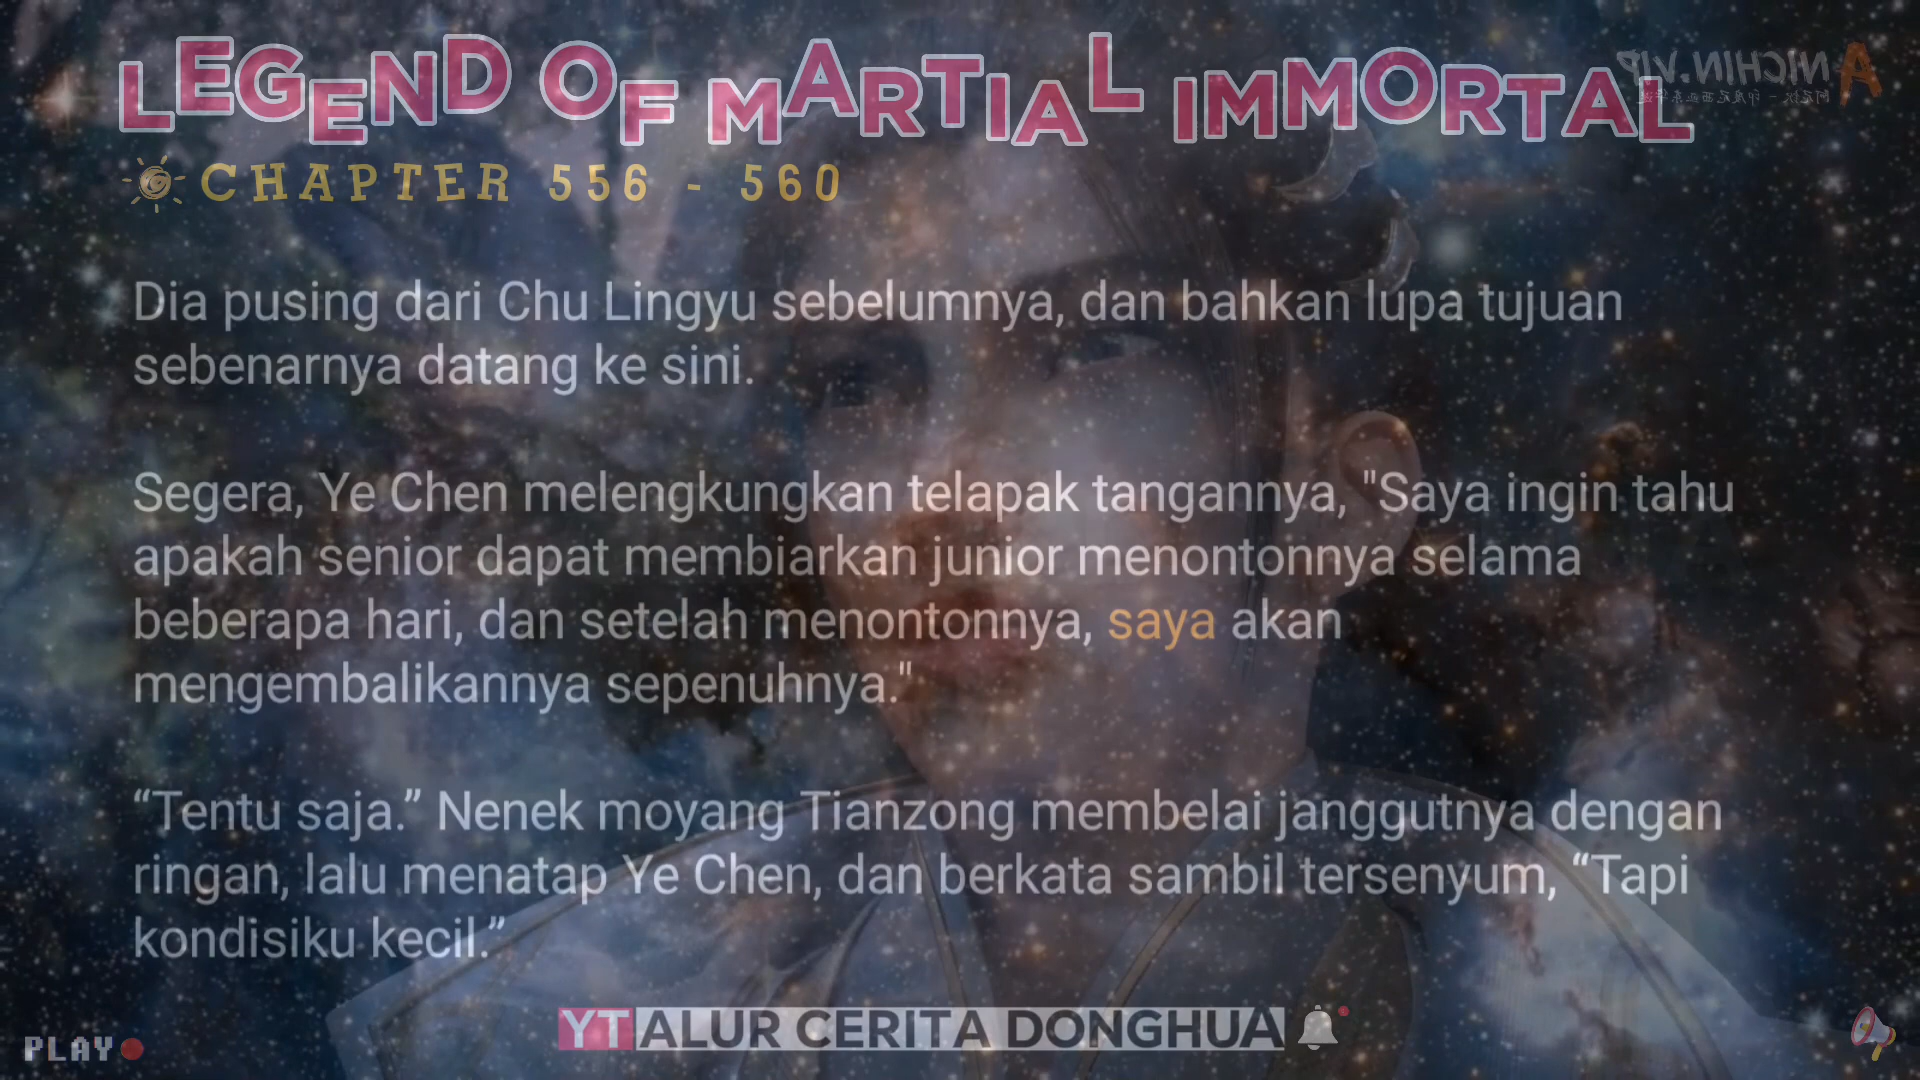 LEGEND OF MARTIAL IMMORTAL
ANICHIN.VIP
CHAPTER 556 - 560
Dia pusing dari Chu Lingyu sebelumnya, dan bahkan lupa tujuan
sebenarnya datang ke sini.
Segera, Ye Chen melengkungkan telapak tangannya, "Saya ingin tahu
apakah senior dapat membiarkan junior menontonnya selama
beberapa hari, dan setelah menontonnya, saya akan
mengembalikannya sepenuhnya."
“Tentu saja.” Nenek moyang Tianzong membelai janggutnya dengan
ringan, lalu menatap Ye Chen, dan berkata sambil tersenyum, “Tapi
kondisiku kecil.”
YT ALUR CERITA DONGHUA
PLAY